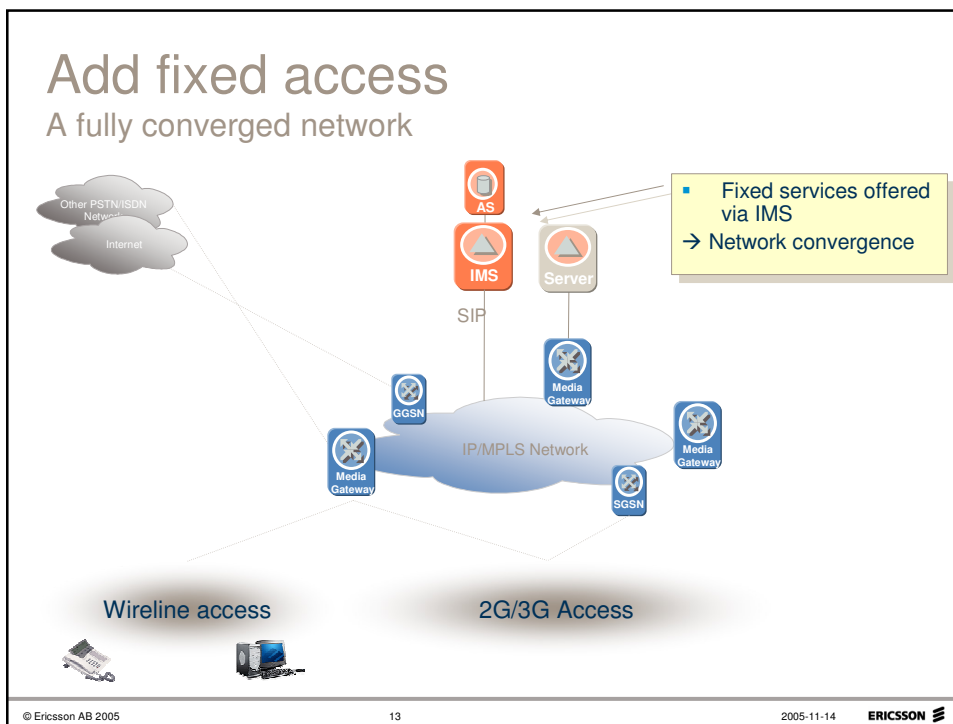 Add fixed access
A fully converged network
Other PSTN/ISDN
Network
Internet
AS
IMS
Server
▪ Fixed services offered
via IMS
→ Network convergence
SIP
Media
Gateway
GGSN
IP/MPLS Network
Media
Gateway
Media
Gateway
SGSN
Wireline access
2G/3G Access
© Ericsson AB 2005
13
2005-11-14
ERICSSON